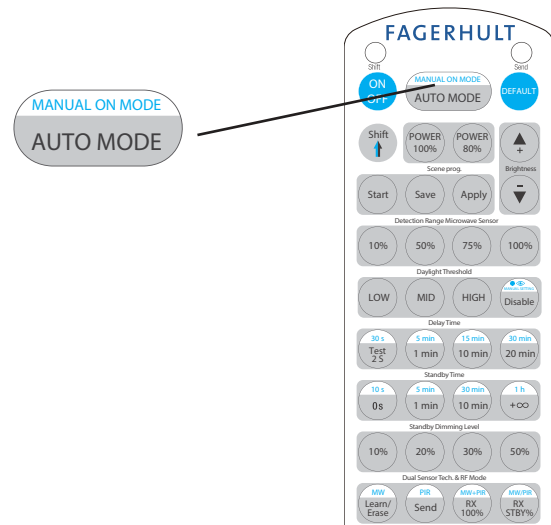 FAGERHULT
Shift
Send
ON
OFF
MANUAL ON MODE
AUTO MODE
DEFAULT
MANUAL ON MODE
AUTO MODE
Shift
POWER
100%
POWER
80%
+
Brightness
-
Scene prog.
Start
Save
Apply
Detection Range Microwave Sensor
10%
50%
75%
100%
Daylight Threshold
LOW
MID
HIGH
Disable
Delay Time
30 s
Test
2 S
5 min
1 min
15 min
10 min
30 min
20 min
Standby Time
10 s
0s
5 min
1 min
30 min
10 min
1 h
+∞
Standby Dimming Level
10%
20%
30%
50%
Dual Sensor Tech. & RF Mode
MW
Learn/
Erase
PIR
Send
MW+PIR
RX
100%
MW/PIR
RX
STBY%